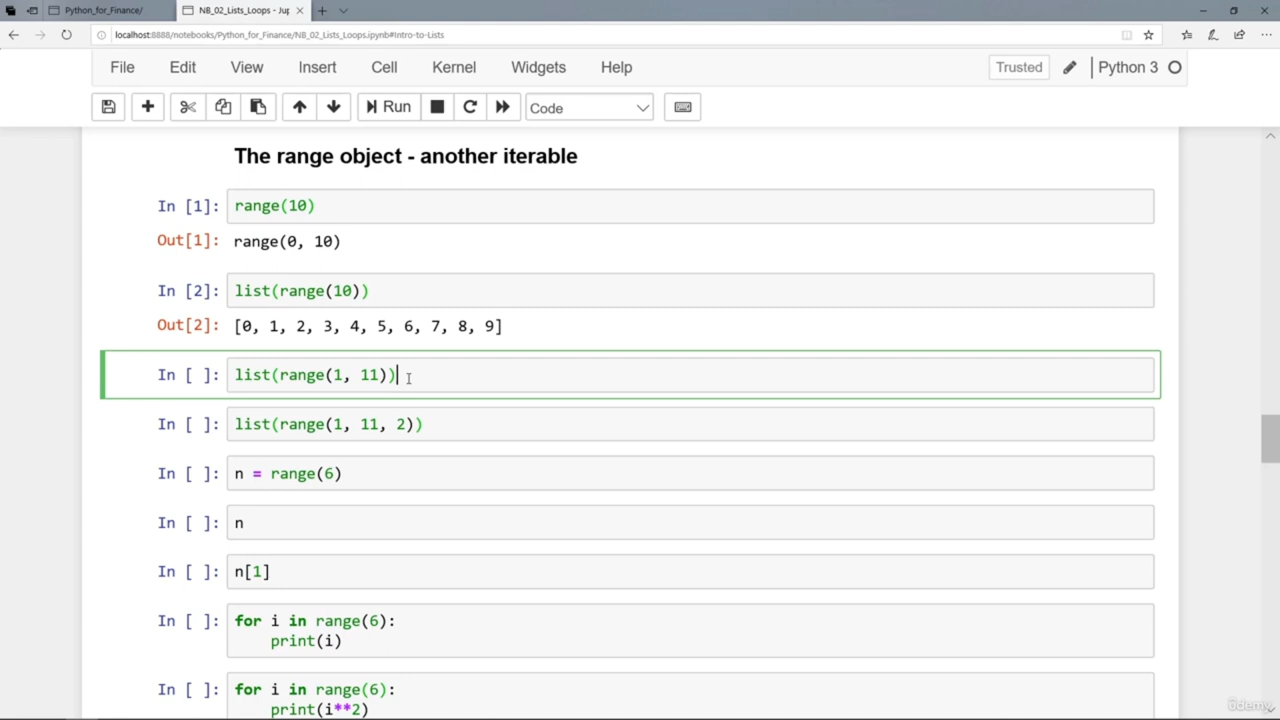 Python_for_Finance/
NB_02_Lists_Loops - Jup
localhost:8888/notebooks/Python_for_Finance/NB_02_Lists_Loops.ipynb#Intro-to-Lists
File Edit View Insert Cell Kernel Widgets Help
Trusted
Python 3
Run
Code
The range object - another iterable
In [1]: range(10)
Out[1]: range(0, 10)
In [2]: list(range(10))
Out[2]: [0, 1, 2, 3, 4, 5, 6, 7, 8, 9]
In [ ]: list(range(1, 11))
In [ ]: list(range(1, 11, 2))
In [ ]: n = range(6)
In [ ]: n
In [ ]: n[1]
In [ ]: for i in range(6):
print(i)
In [ ]: for i in range(6):
print(i**2)
ûdemy